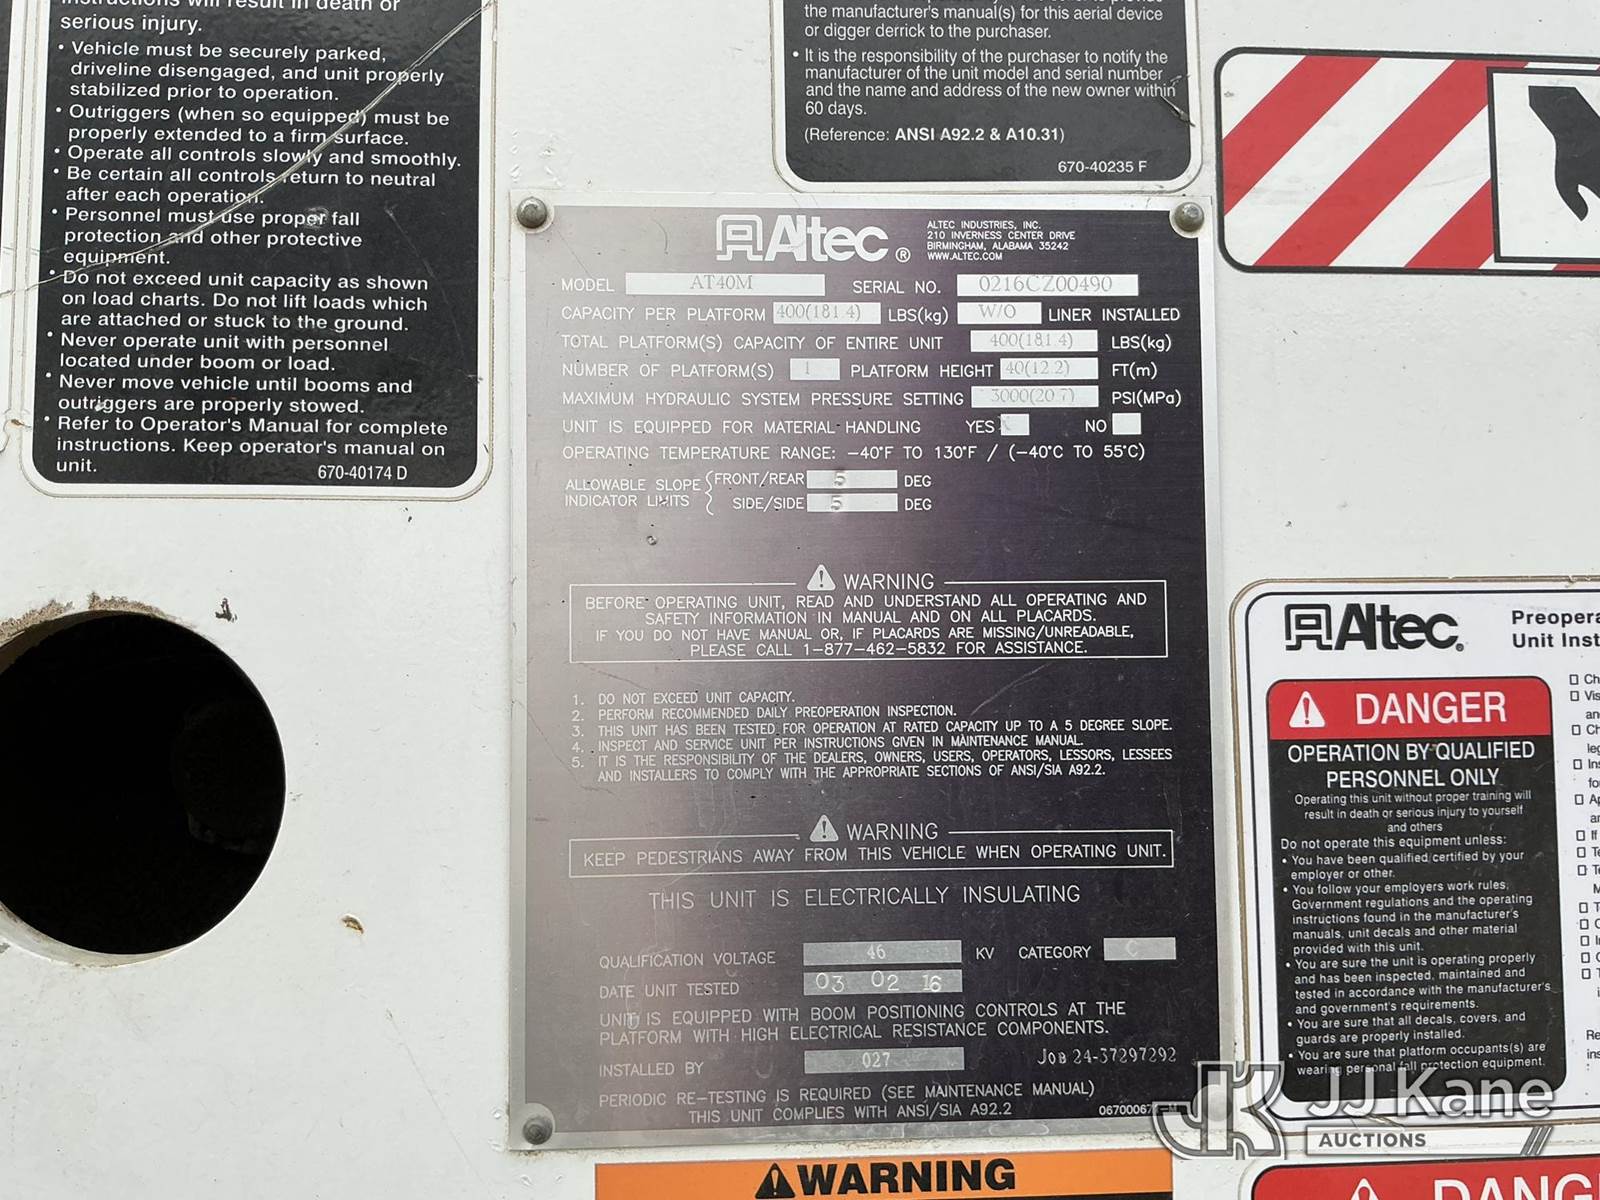 instructions will result in death or
serious injury.
• Vehicle must be securely parked,
driveline disengaged, and unit properly
stabilized prior to operation.
• Outriggers (when so equipped) must be
properly extended to a firm surface.
• Operate all controls slowly and smoothly.
• Be certain all controls return to neutral
after each operation.
• Personnel must use proper fall
protection and other protective
equipment.
• Do not exceed unit capacity as shown
on load charts. Do not lift loads which
are attached or stuck to the ground.
• Never operate unit with personnel
located under boom or load.
• Never move vehicle until booms and
outriggers are properly stowed.
• Refer to Operator's Manual for complete
instructions. Keep operator's manual on
unit.
670-40174 D
the manufacturer's manual(s) for this aerial device
or digger derrick to the purchaser.
• It is the responsibility of the purchaser to notify the
manufacturer of the unit model and serial number
and the name and address of the new owner within
60 days.
(Reference: ANSI A92.2 & A10.31)
670-40235 F
Altec®
ALTEC INDUSTRIES, INC.
210 INVERNESS CENTER DRIVE
BIRMINGHAM, ALABAMA 35242
WWW.ALTEC.COM
MODEL AT40M SERIAL NO. 0216CZ00490
CAPACITY PER PLATFORM 400(181.4) LBS(kg) W/O LINER INSTALLED
TOTAL PLATFORM(S) CAPACITY OF ENTIRE UNIT 400(181.4) LBS(kg)
NUMBER OF PLATFORM(S) 1 PLATFORM HEIGHT 40(12.2) FT(m)
MAXIMUM HYDRAULIC SYSTEM PRESSURE SETTING 3000(20.7) PSI(MPa)
UNIT IS EQUIPPED FOR MATERIAL HANDLING YES X NO
OPERATING TEMPERATURE RANGE: -40°F TO 130°F / (-40°C TO 55°C)
ALLOWABLE SLOPE FRONT/REAR 5 DEG
INDICATOR LIMITS SIDE/SIDE 5 DEG
WARNING
BEFORE OPERATING UNIT, READ AND UNDERSTAND ALL OPERATING AND
SAFETY INFORMATION IN MANUAL AND ON ALL PLACARDS.
IF YOU DO NOT HAVE MANUAL OR, IF PLACARDS ARE MISSING/UNREADABLE,
PLEASE CALL 1-877-462-5832 FOR ASSISTANCE.
1. DO NOT EXCEED UNIT CAPACITY.
2. PERFORM RECOMMENDED DAILY PREOPERATION INSPECTION.
3. THIS UNIT HAS BEEN TESTED FOR OPERATION AT RATED CAPACITY UP TO A 5 DEGREE SLOPE.
4. INSPECT AND SERVICE UNIT PER INSTRUCTIONS GIVEN IN MAINTENANCE MANUAL.
5. IT IS THE RESPONSIBILITY OF THE DEALERS, OWNERS, USERS, OPERATORS, LESSORS, LESSEES
AND INSTALLERS TO COMPLY WITH THE APPROPRIATE SECTIONS OF ANSI/SIA A92.2.
WARNING
KEEP PEDESTRIANS AWAY FROM THIS VEHICLE WHEN OPERATING UNIT.
THIS UNIT IS ELECTRICALLY INSULATING
QUALIFICATION VOLTAGE 46 KV CATEGORY C
DATE UNIT TESTED 03 02 16
UNIT IS EQUIPPED WITH BOOM POSITIONING CONTROLS AT THE
PLATFORM WITH HIGH ELECTRICAL RESISTANCE COMPONENTS.
INSTALLED BY 027 JOB 24-37297292
PERIODIC RE-TESTING IS REQUIRED (SEE MAINTENANCE MANUAL)
THIS UNIT COMPLIES WITH ANSI/SIA A92.2
WARNING
Altec®
Preopera
Unit Inst
DANGER
OPERATION BY QUALIFIED
PERSONNEL ONLY
Operating this unit without proper training will
result in death or serious injury to yourself
and others
Do not operate this equipment unless:
• You have been qualified/certified by your
employer or other.
• You follow your employers work rules,
Government regulations and the operating
instructions found in the manufacturer's
manuals, unit decals and other material
provided with this unit.
• You are sure the unit is operating properly
and has been inspected, maintained and
tested in accordance with the manufacturer's
and government's requirements.
• You are sure that all decals, covers, and
guards are properly installed.
• You are sure that platform occupants(s) are
wearing personal fall protection equipment.
JJ Kane
AUCTIONS
DANG